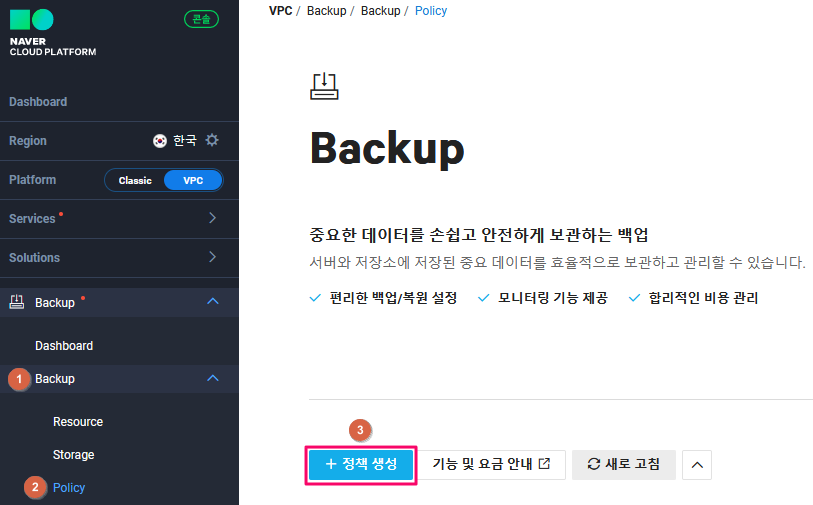 NAVER
CLOUD PLATFORM
콘솔
Dashboard
Region 한국
Platform Classic VPC
Services
Solutions
Backup
Dashboard
1 Backup
Resource
Storage
2 Policy
VPC / Backup / Backup / Policy
Backup
중요한 데이터를 손쉽고 안전하게 보관하는 백업
서버와 저장소에 저장된 중요 데이터를 효율적으로 보관하고 관리할 수 있습니다.
편리한 백업/복원 설정 모니터링 기능 제공 합리적인 비용 관리
3
+ 정책 생성 기능 및 요금 안내 새로 고침